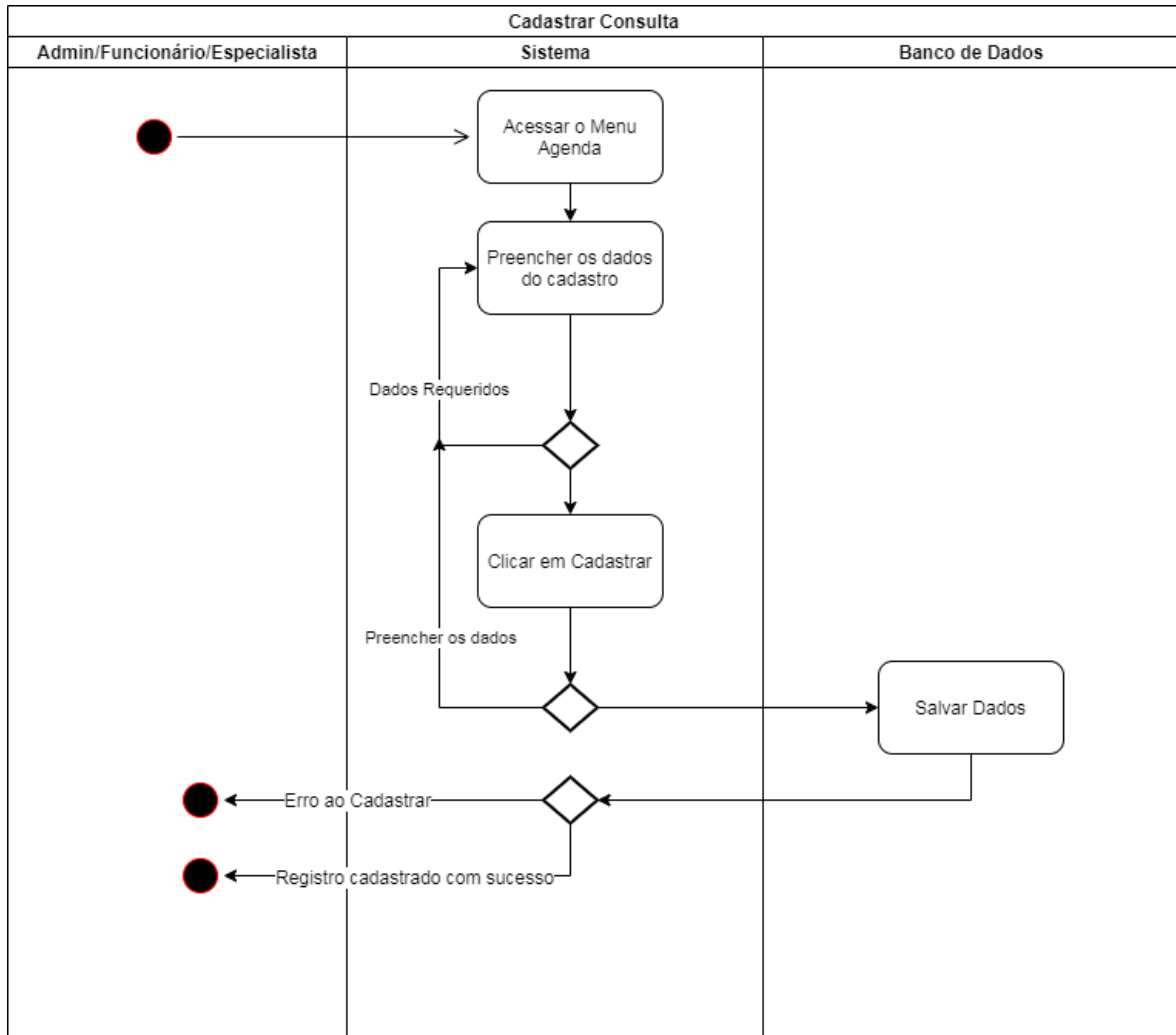 Cadastrar Consulta
Admin/Funcionário/Especialista
Sistema
Banco de Dados
Acessar o Menu
Agenda
Preencher os dados
do cadastro
Dados Requeridos
Clicar em Cadastrar
Preencher os dados
Salvar Dados
Erro ao Cadastrar
Registro cadastrado com sucesso